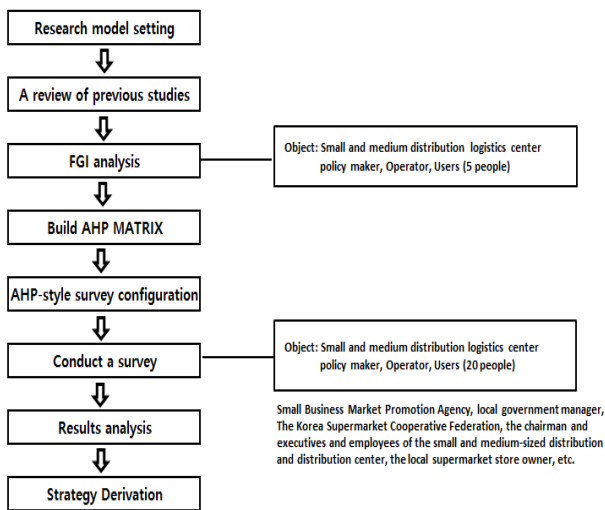 Research model setting
A review of previous studies
FGI analysis
Object: Small and medium distribution logistics center
policy maker, Operator, Users (5 people)
Build AHP MATRIX
AHP-style survey configuration
Conduct a survey
Object: Small and medium distribution logistics center
policy maker, Operator, Users (20 people)
Small Business Market Promotion Agency, local government manager,
The Korea Supermarket Cooperative Federation, the chairman and
executives and employees of the small and medium-sized distribution
and distribution center, the local supermarket store owner, etc.
Results analysis
Strategy Derivation